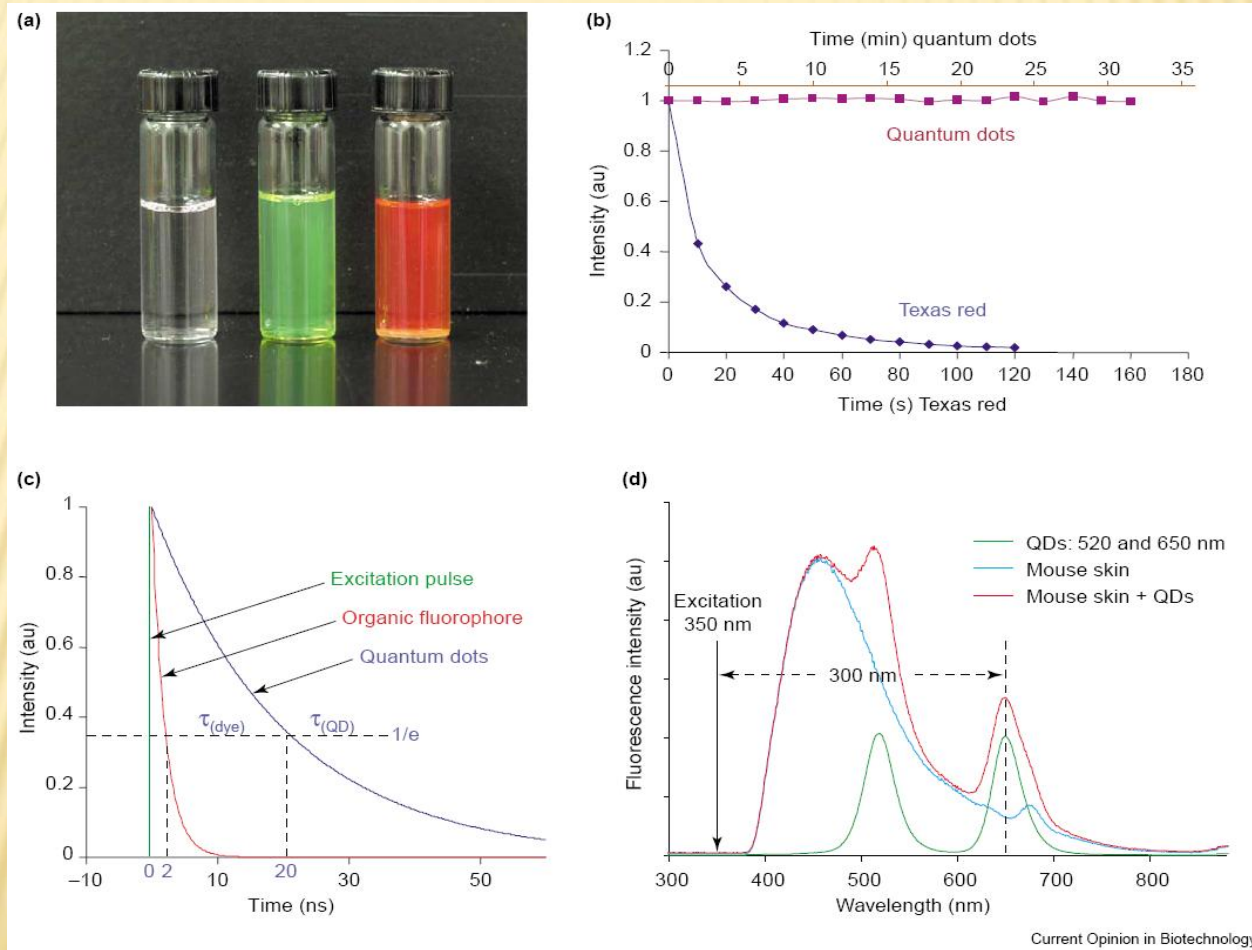 (a)
(b)
Time (min) quantum dots
0 5 10 15 20 25 30 35
1.2
1
0.8
0.6
0.4
0.2
0
Intensity (au)
Quantum dots
Texas red
0 20 40 60 80 100 120 140 160 180
Time (s) Texas red
(c)
1
0.8
0.6
0.4
0.2
0
Intensity (au)
Excitation pulse
Organic fluorophore
Quantum dots
τ(dye) τ(QD) 1/e
–10 0 2 10 20 30 50
Time (ns)
(d)
Fluorescence intensity (au)
QDs: 520 and 650 nm
Mouse skin
Mouse skin + QDs
Excitation
350 nm
300 nm
300 400 500 600 700 800
Wavelength (nm)
Current Opinion in Biotechnology